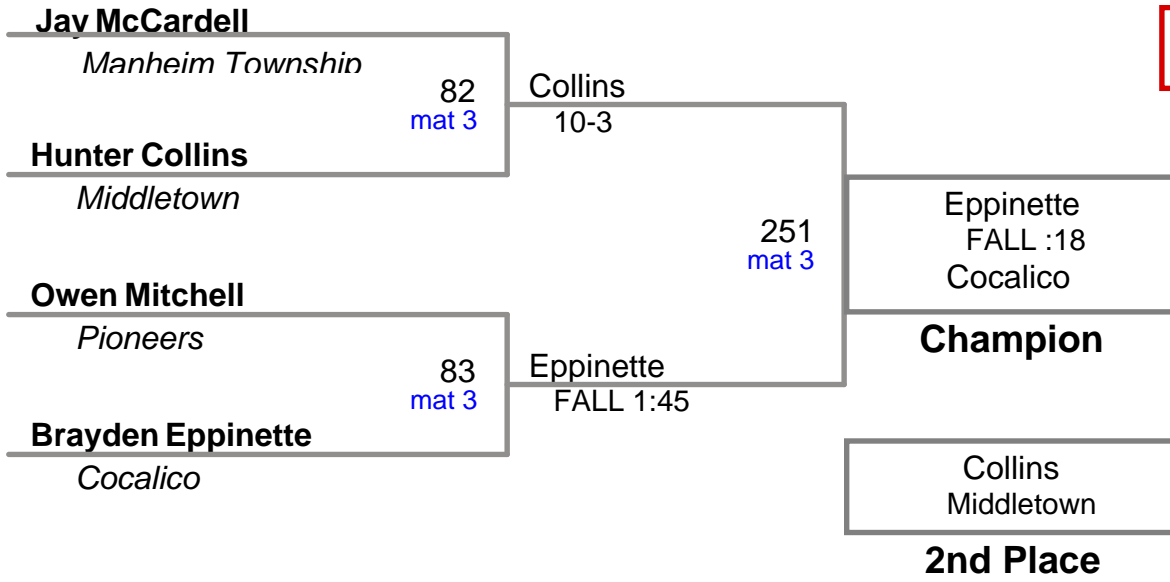 Jay McCardell
Manheim Township
82
mat 3
Collins
10-3
Hunter Collins
Middletown
251
mat 3
Eppinette
FALL :18
Cocalico
Champion
Owen Mitchell
Pioneers
83
mat 3
Eppinette
FALL 1:45
Brayden Eppinette
Cocalico
Collins
Middletown
2nd Place